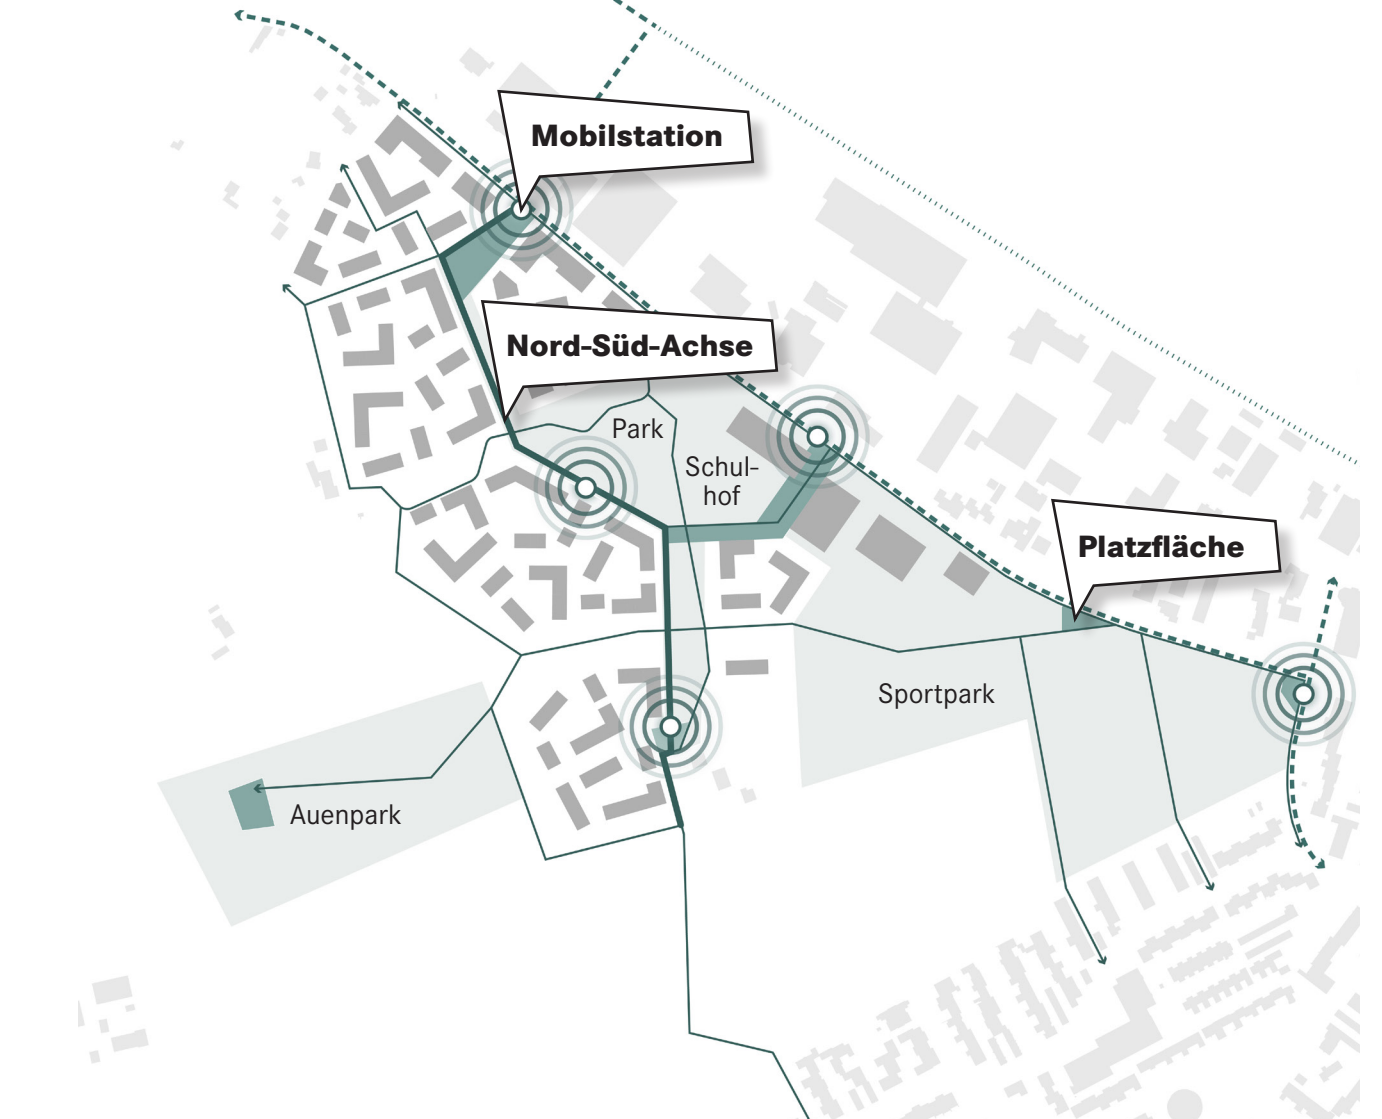 Mobilstation
Nord-Süd-Achse
Park
Schul-
hof
Platzfläche
Sportpark
Auenpark